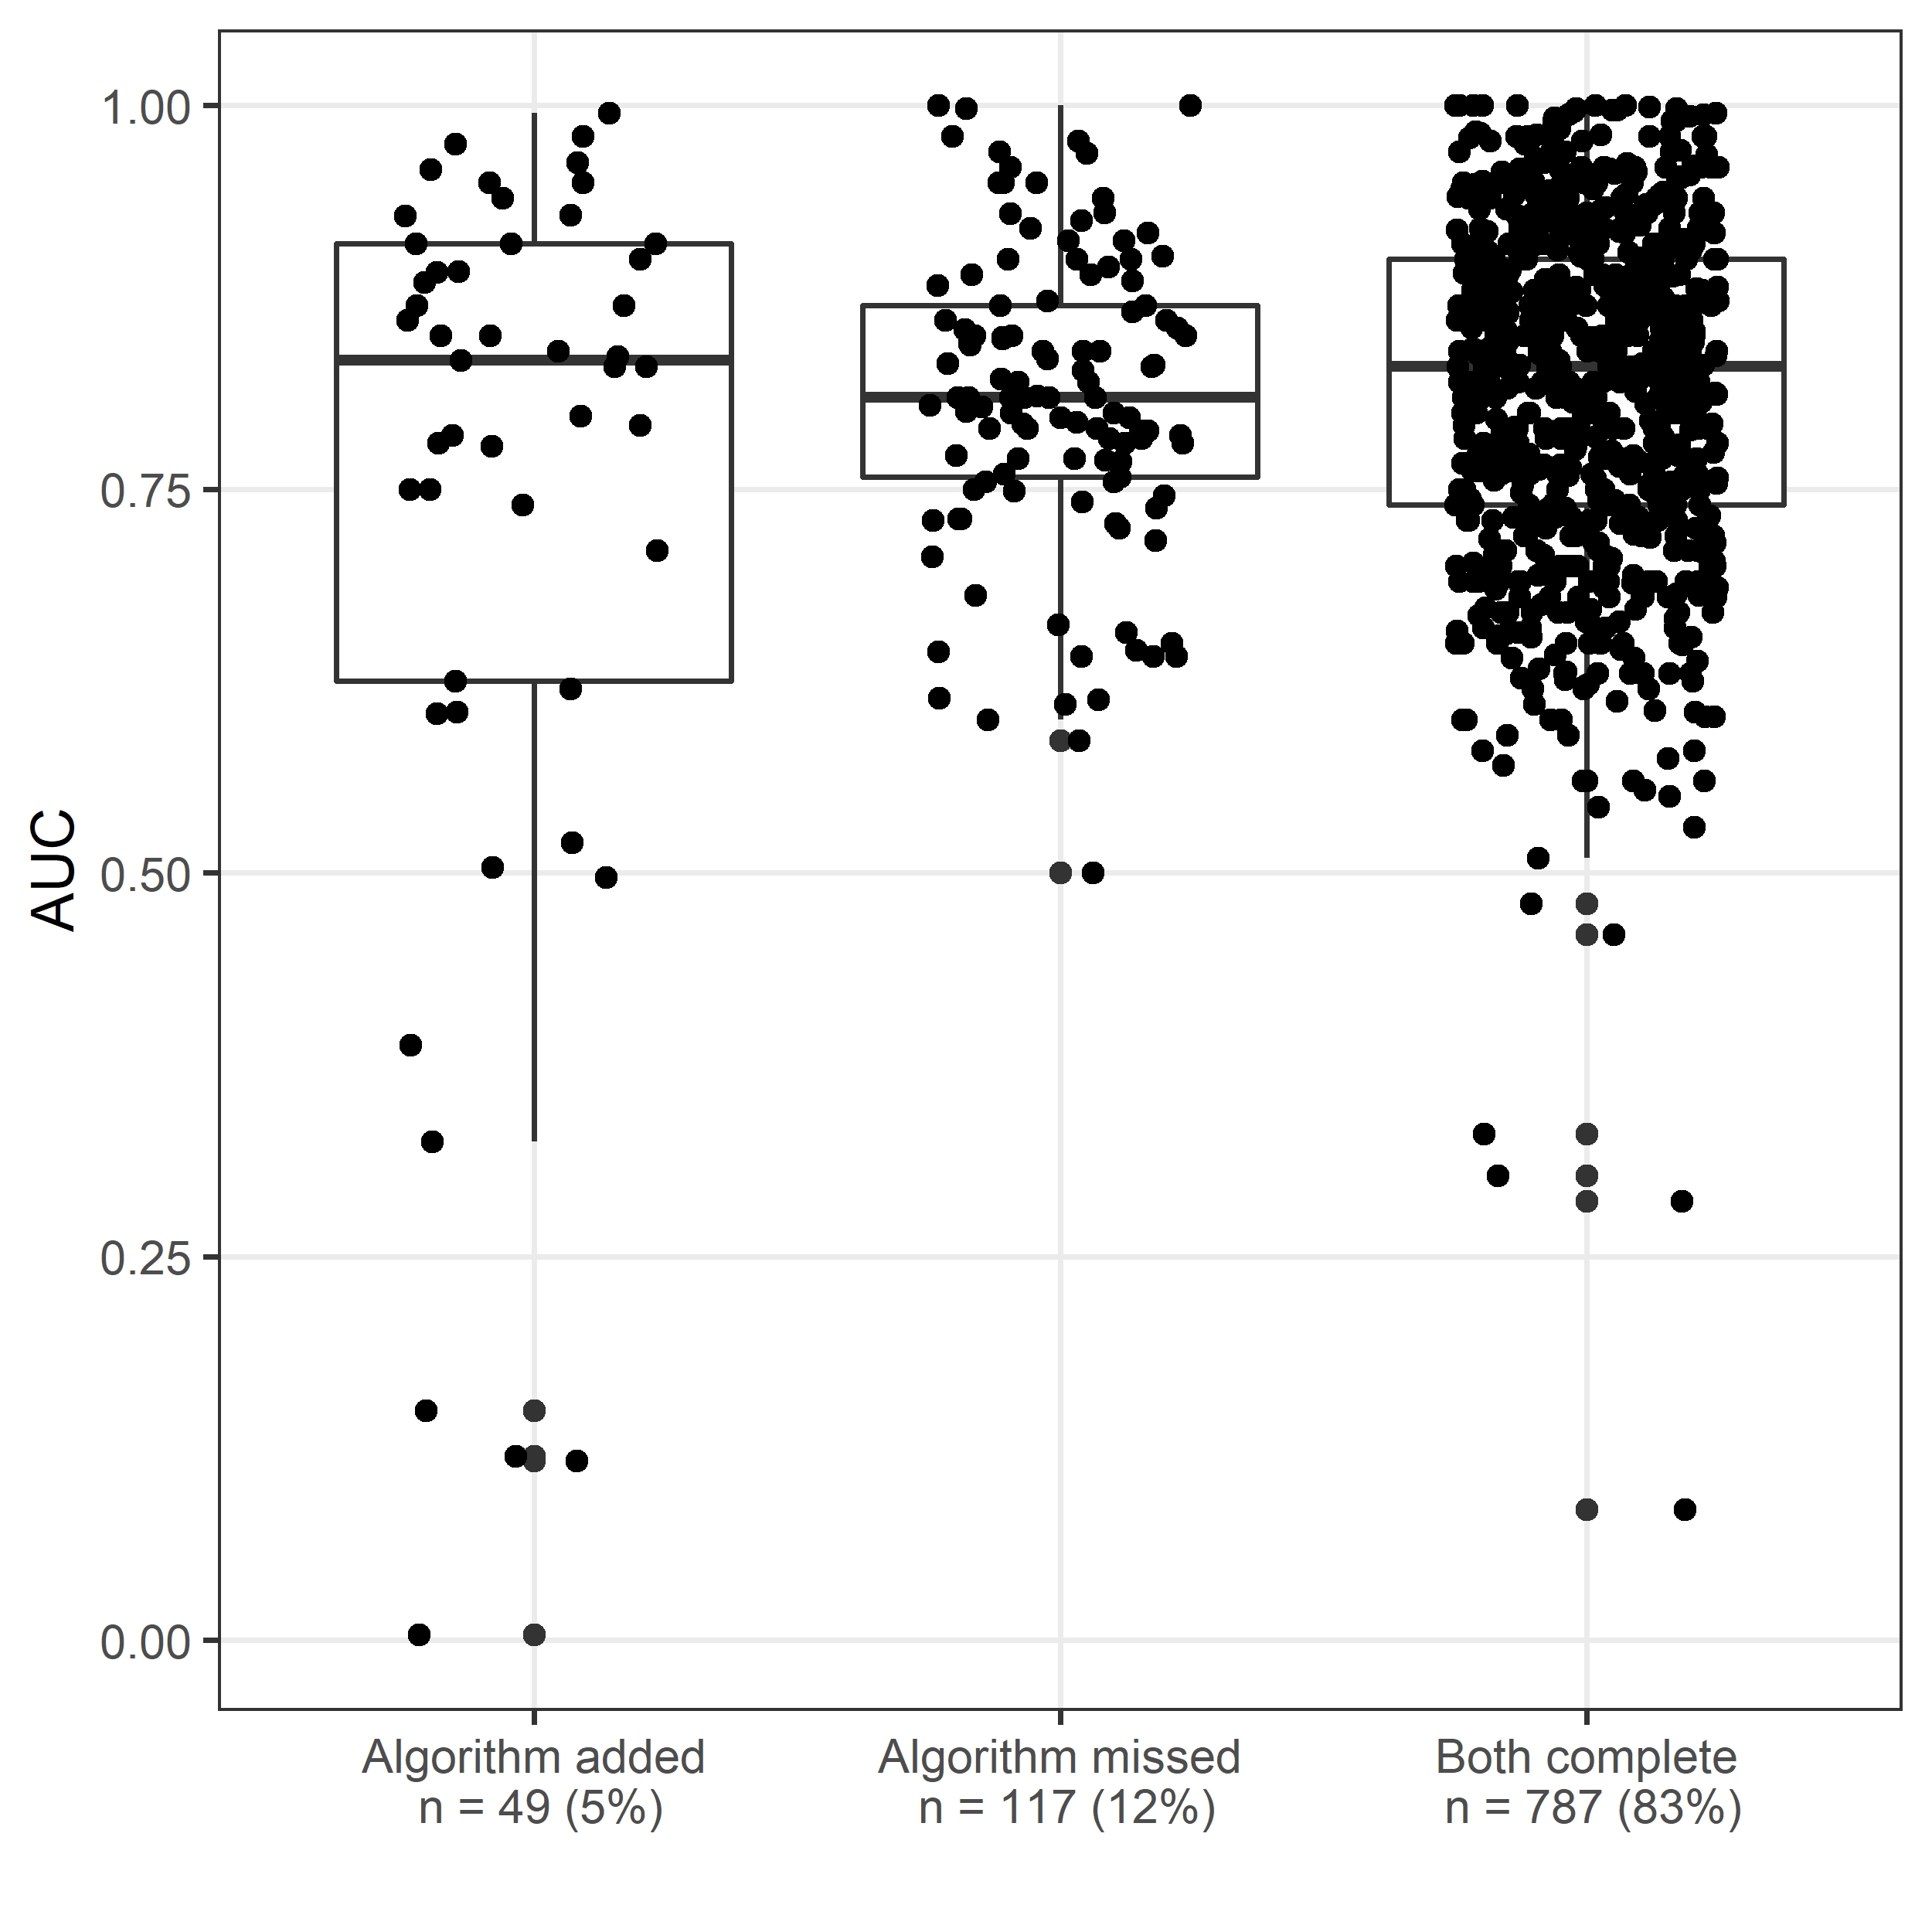 1.00
0.75
0.50
0.25
0.00
AUC
Algorithm added
n = 49 (5%)
Algorithm missed
n = 117 (12%)
Both complete
n = 787 (83%)